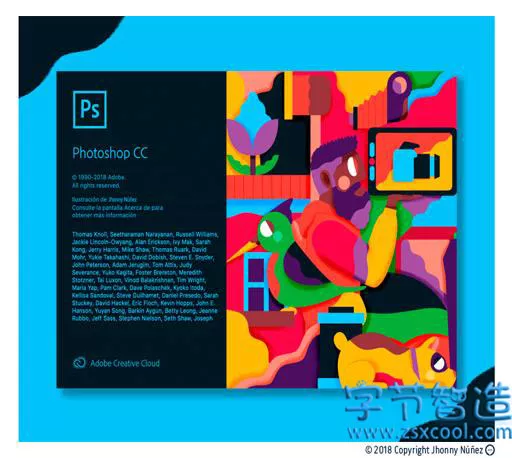 Ps
Photoshop CC
© 1990-2018 Adobe.
All rights reserved.
Ilustración de Jhonny Núñez
Consulte la pantalla Acerca de para
obtener más información
Thomas Knoll, Seetharaman Narayanan, Russell Williams,
Jackie Lincoln-Owyang, Alan Erickson, Ivy Mak, Sarah
Kong, Jerry Harris, Mike Shaw, Thomas Ruark, David
Mohr, Yukie Takahashi, David Dobish, Steven E. Snyder,
John Peterson, Adam Jerugim, Tom Attix, Judy
Severance, Yuko Kagita, Foster Brereton, Meredith
Stotzner, Tai Luxon, Vinod Balakrishnan, Tim Wright,
Maria Yap, Pam Clark, Dave Polaschek, Kyoko Itoda,
Kellisa Sandoval, Steve Guilhamet, Daniel Presedo, Sarah
Stuckey, David Hackel, Eric Floch, Kevin Hopps, John E.
Hanson, Yuyan Song, Barkin Aygun, Betty Leong, Jeanne
Rubbo, Jeff Sass, Stephen Nielson, Seth Shaw, Joseph
Adobe Creative Cloud
字节智造
www.zsxcool.com
© 2018 Copyright Jhonny Núñez